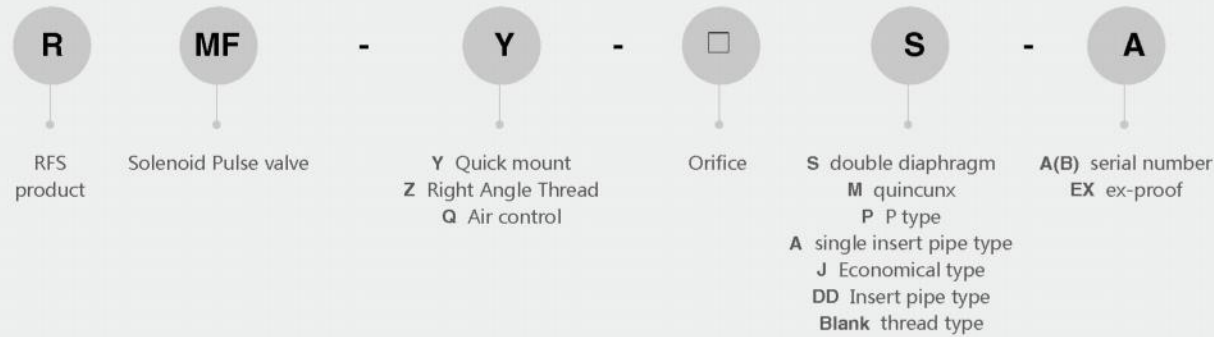 R MF - Y - □ S - A
RFS
product
Solenoid Pulse valve
Y Quick mount
Z Right Angle Thread
Q Air control
Orifice
S double diaphragm
M quincunx
P P type
A single insert pipe type
J Economical type
DD Insert pipe type
Blank thread type
A(B) serial number
EX ex-proof